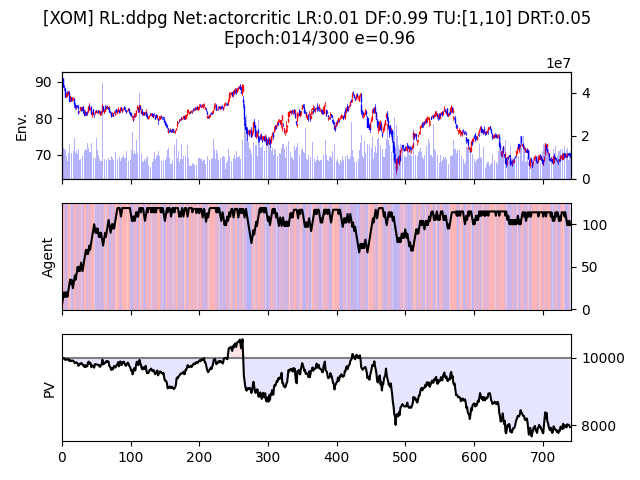 [XOM] RL:ddpg Net:actorcritic LR:0.01 DF:0.99 TU:[1,10] DRT:0.05
Epoch:014/300 e=0.96
1e7
Env.
90
80
70
4
2
0
Agent
100
50
0
PV
10000
8000
0 100 200 300 400 500 600 700